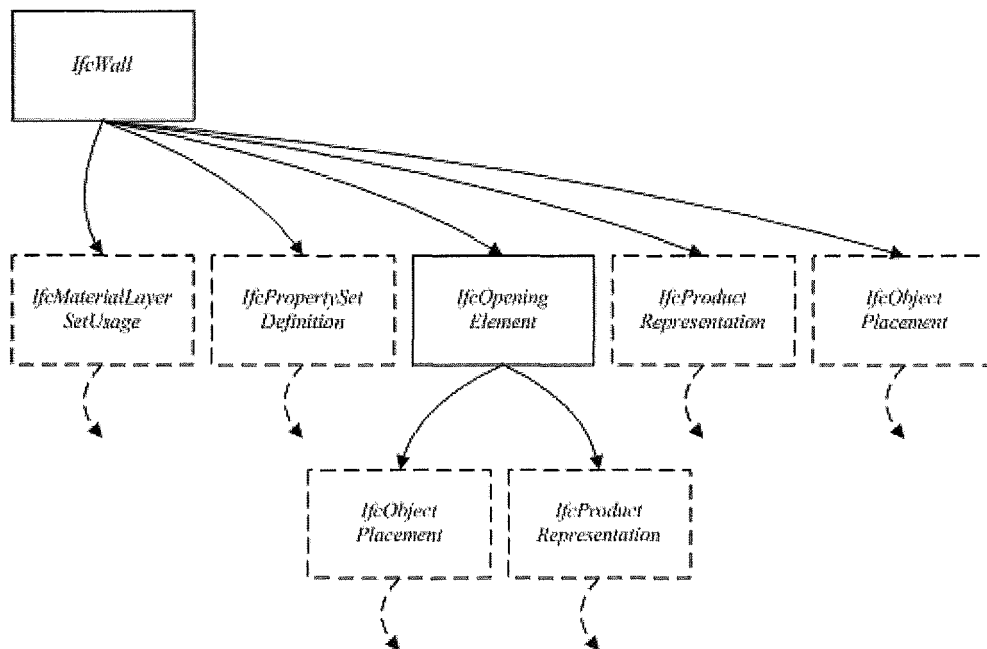 IfcWall
IfcMaterialLayer
SetUsage
IfcPropertySet
Definition
IfcOpening
Element
IfcProduct
Representation
IfcObject
Placement
IfcObject
Placement
IfcProduct
Representation